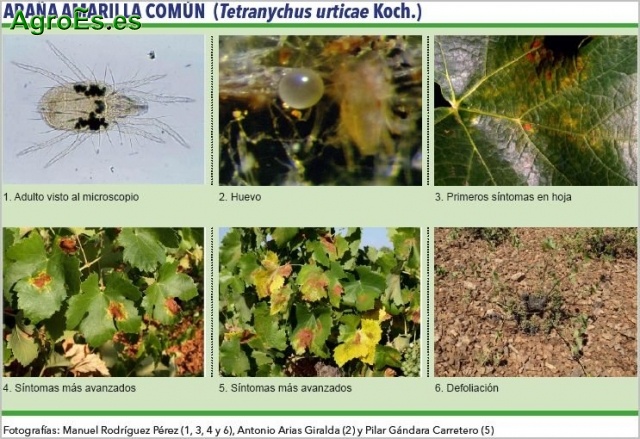 ARAÑA AMARILLA COMÚN (Tetranychus urticae Koch.)
AgroEs.es
1. Adulto visto al microscopio
2. Huevo
3. Primeros síntomas en hoja
4. Síntomas más avanzados
5. Síntomas más avanzados
6. Defoliación
Fotografías: Manuel Rodríguez Pérez (1, 3, 4 y 6), Antonio Arias Giralda (2) y Pilar Gándara Carretero (5)